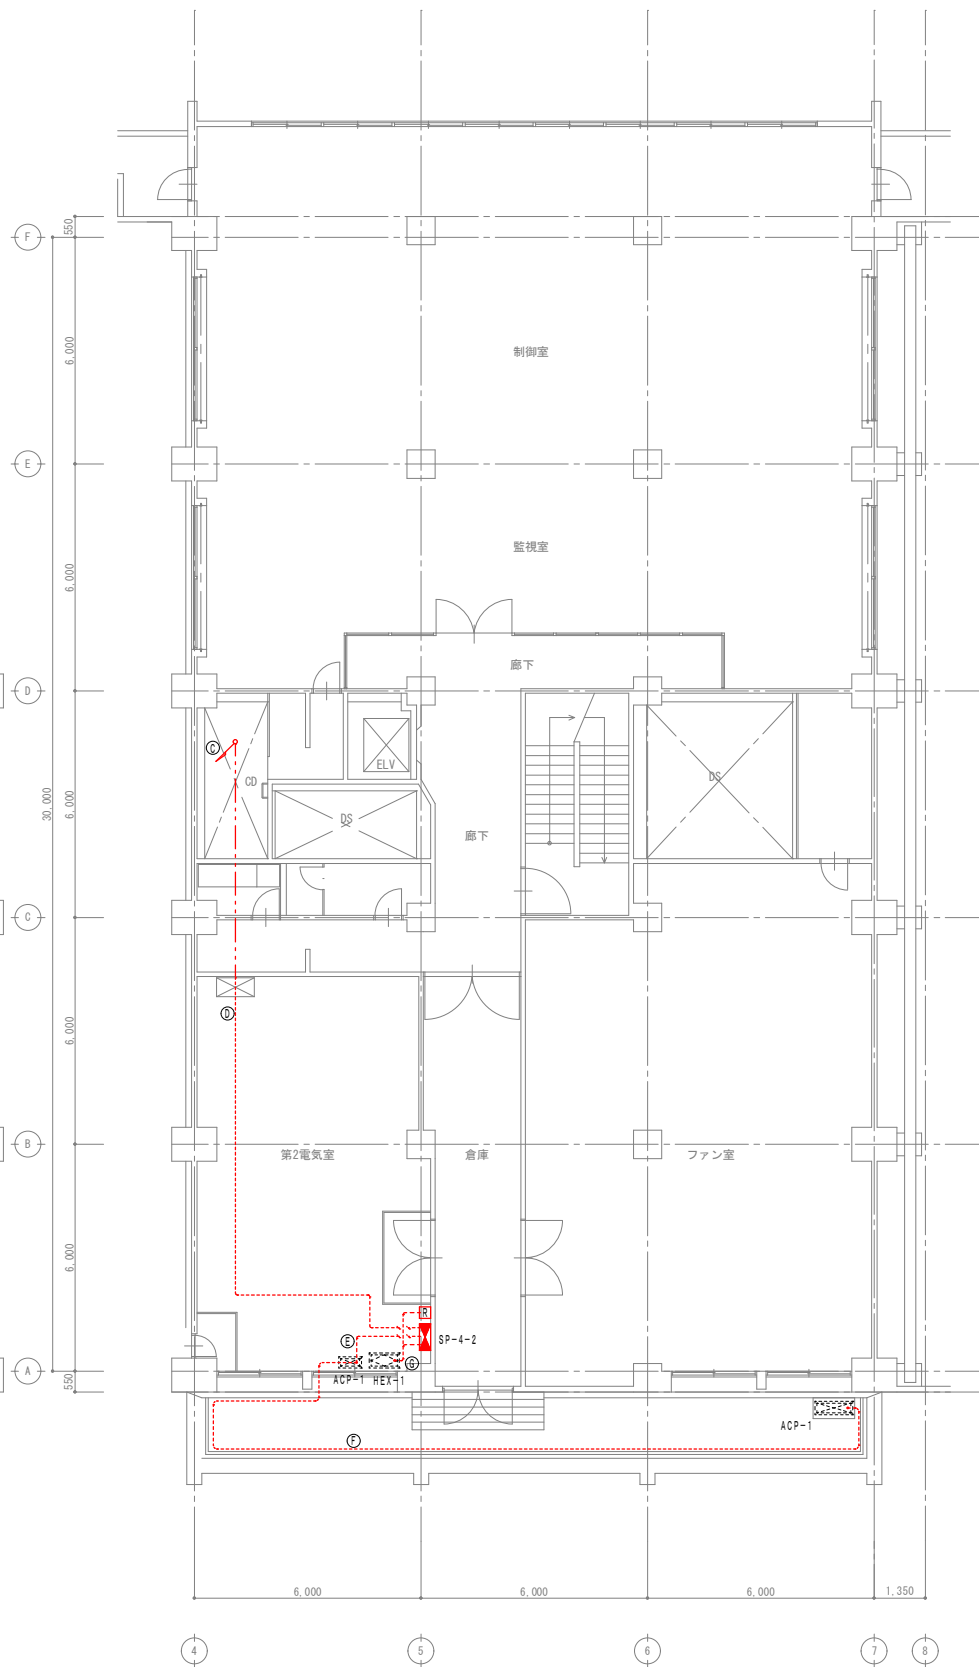 550
F
6,000
制御室
E
監視室
6,000
廊下
D
C
ELV
CD
DS
DS
30,000
6,000
廊下
C
D
6,000
B
第2電気室
倉庫
ファン室
6,000
R
SP-4-2
E
G
A
ACP-1
HEX-1
550
ACP-1
F
6,000
6,000
6,000
1,350
4
5
6
7
8